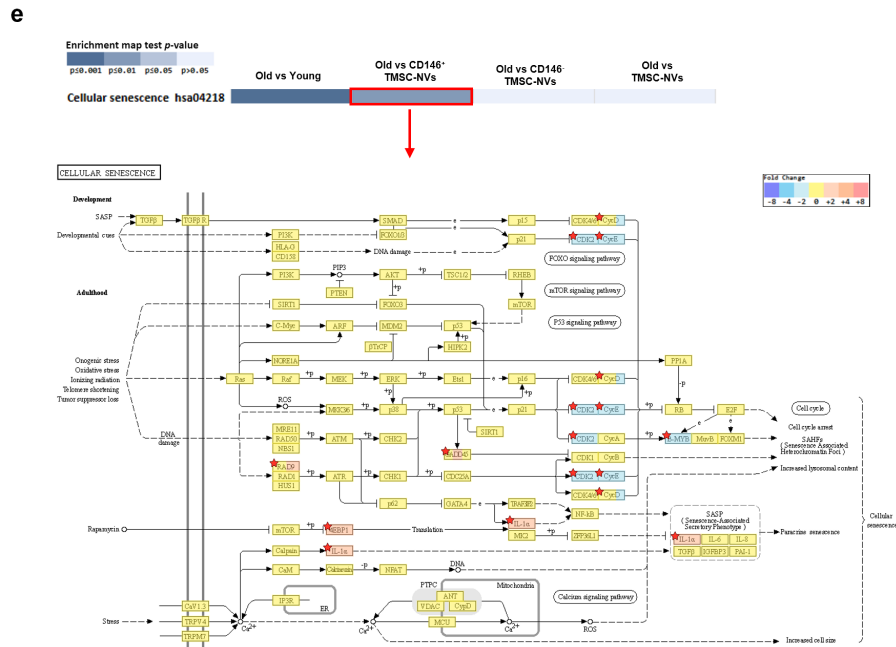 e
Enrichment map test p-value
p≤0.001 p≤0.01 p≤0.05 p>0.05
Old vs Young
Old vs CD146+
TMSC-NVs
Old vs CD146-
TMSC-NVs
Old vs
TMSC-NVs
Cellular senescence hsa04218
CELLULAR SENESCENCE
Fold Change
-8 -4 -2 0 +2 +4 +8
Development
SASP
TGFβ
TGFβR
SMAD
e
p15
CDK4/6
CycD
Developmental cues
PI3K
FOXO1/3
p21
CDK2
CycE
HLA-G
CD158
DNA damage
e
FOXO signaling pathway
PI3K
PIP3
AKT
+p
TSC1/2
RHEB
PTEN
+p
mTOR signaling pathway
Adulthood
SIRT1
FOXO3
mTOR
C-Myc
ARF
MDM2
p53
P53 signaling pathway
βTrCP
+p
HIPK2
Onogenic stress
Oxidative stress
Ionizing radiation
Telomere shortening
Tumor suppressor loss
NORE1A
PP1A
Ras
Raf
+p
MEK
+p
ERK
+p
Ets1
e
p16
CDK4/6
CycD
-p
ROS
+p
+p
MKK3/6
+p
p38
+p
p53
e
p21
CDK2
CycE
+p
RB
E2F
Cell cycle
Cell cycle arrest
DNA
damage
MRE11
RAD50
NBS1
+p
ATM
+p
CHK2
SIRT1
CDK2
CycA
e
e
B-MYB
MuvB
FOXM1
SAHFs
( Senescence Associated
Heterochromatin Foci )
GADD45
CDK1
CycB
RAD9
RAD1
HUS1
+p
ATR
+p
CHK1
+p
CDC25A
CDK2
CycE
Increased lysosomal content
CDK4/6
CycD
p62
GATA4
e
TRAF3IP2
NF-kB
SASP
( Senescence-Associated
Secretory Phenotype )
Rapamycin
mTOR
+p
4EBP1
Translation
IL-1α
MK2
+p
ZFP36L1
IL-1α
IL-6
IL-8
TGFβ
IGFBP3
PAI-1
Paracrine senescence
Cellular
senescence
Calpain
IL-1α
CaM
Calcineurin
-p
NFAT
DNA
IP3R
ER
PTPC
Mitochondria
ANT
VDAC
CypD
MCU
Calcium signaling pathway
CaV1.3
TRPV4
TRPM7
Stress
Ca2+
Ca2+
Ca2+
ROS
Increased cell size